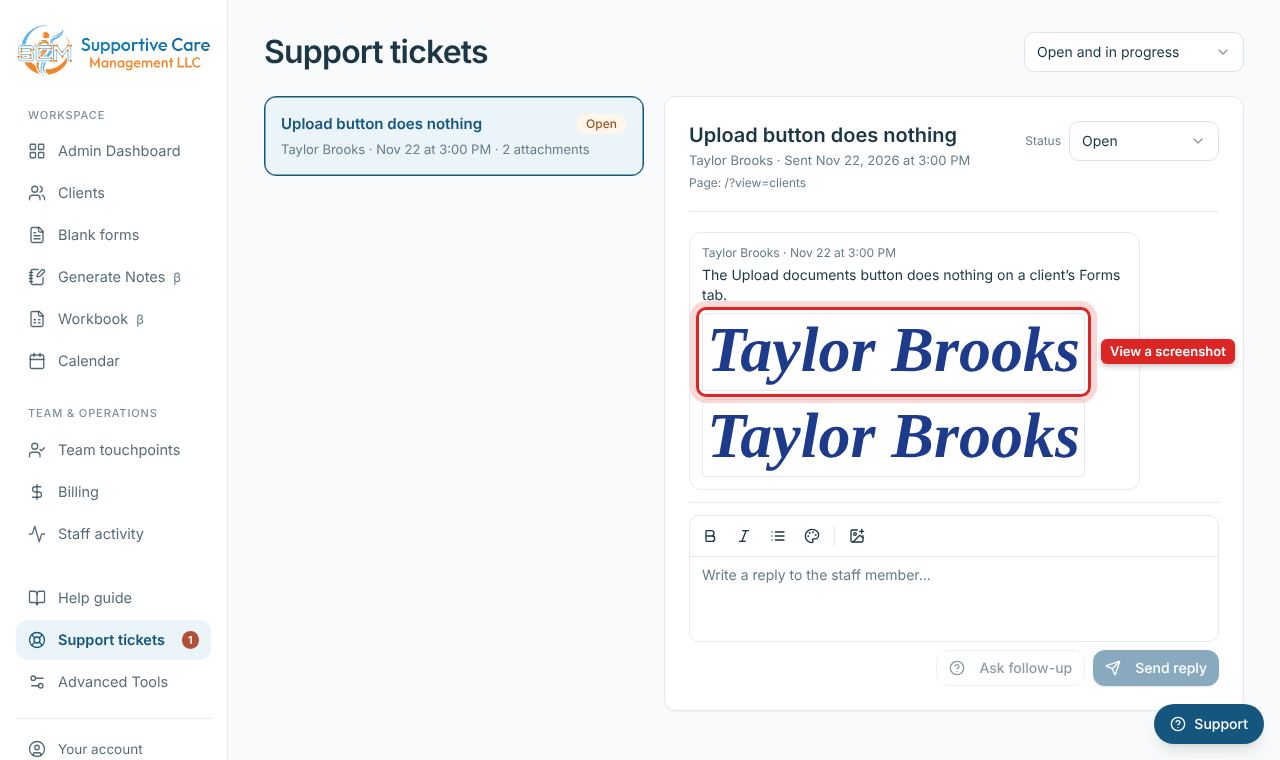 SCM
Supportive Care
Management LLC
WORKSPACE
Admin Dashboard
Clients
Blank forms
Generate Notes β
Workbook β
Calendar
TEAM & OPERATIONS
Team touchpoints
Billing
Staff activity
Help guide
Support tickets 1
Advanced Tools
Your account
Support tickets
Open and in progress
Upload button does nothing
Open
Taylor Brooks · Nov 22 at 3:00 PM · 2 attachments
Upload button does nothing
Taylor Brooks · Sent Nov 22, 2026 at 3:00 PM
Page: /?view=clients
Status
Open
Taylor Brooks · Nov 22 at 3:00 PM
The Upload documents button does nothing on a client’s Forms
tab.
Taylor Brooks
View a screenshot
Taylor Brooks
Write a reply to the staff member...
Ask follow-up
Send reply
Support